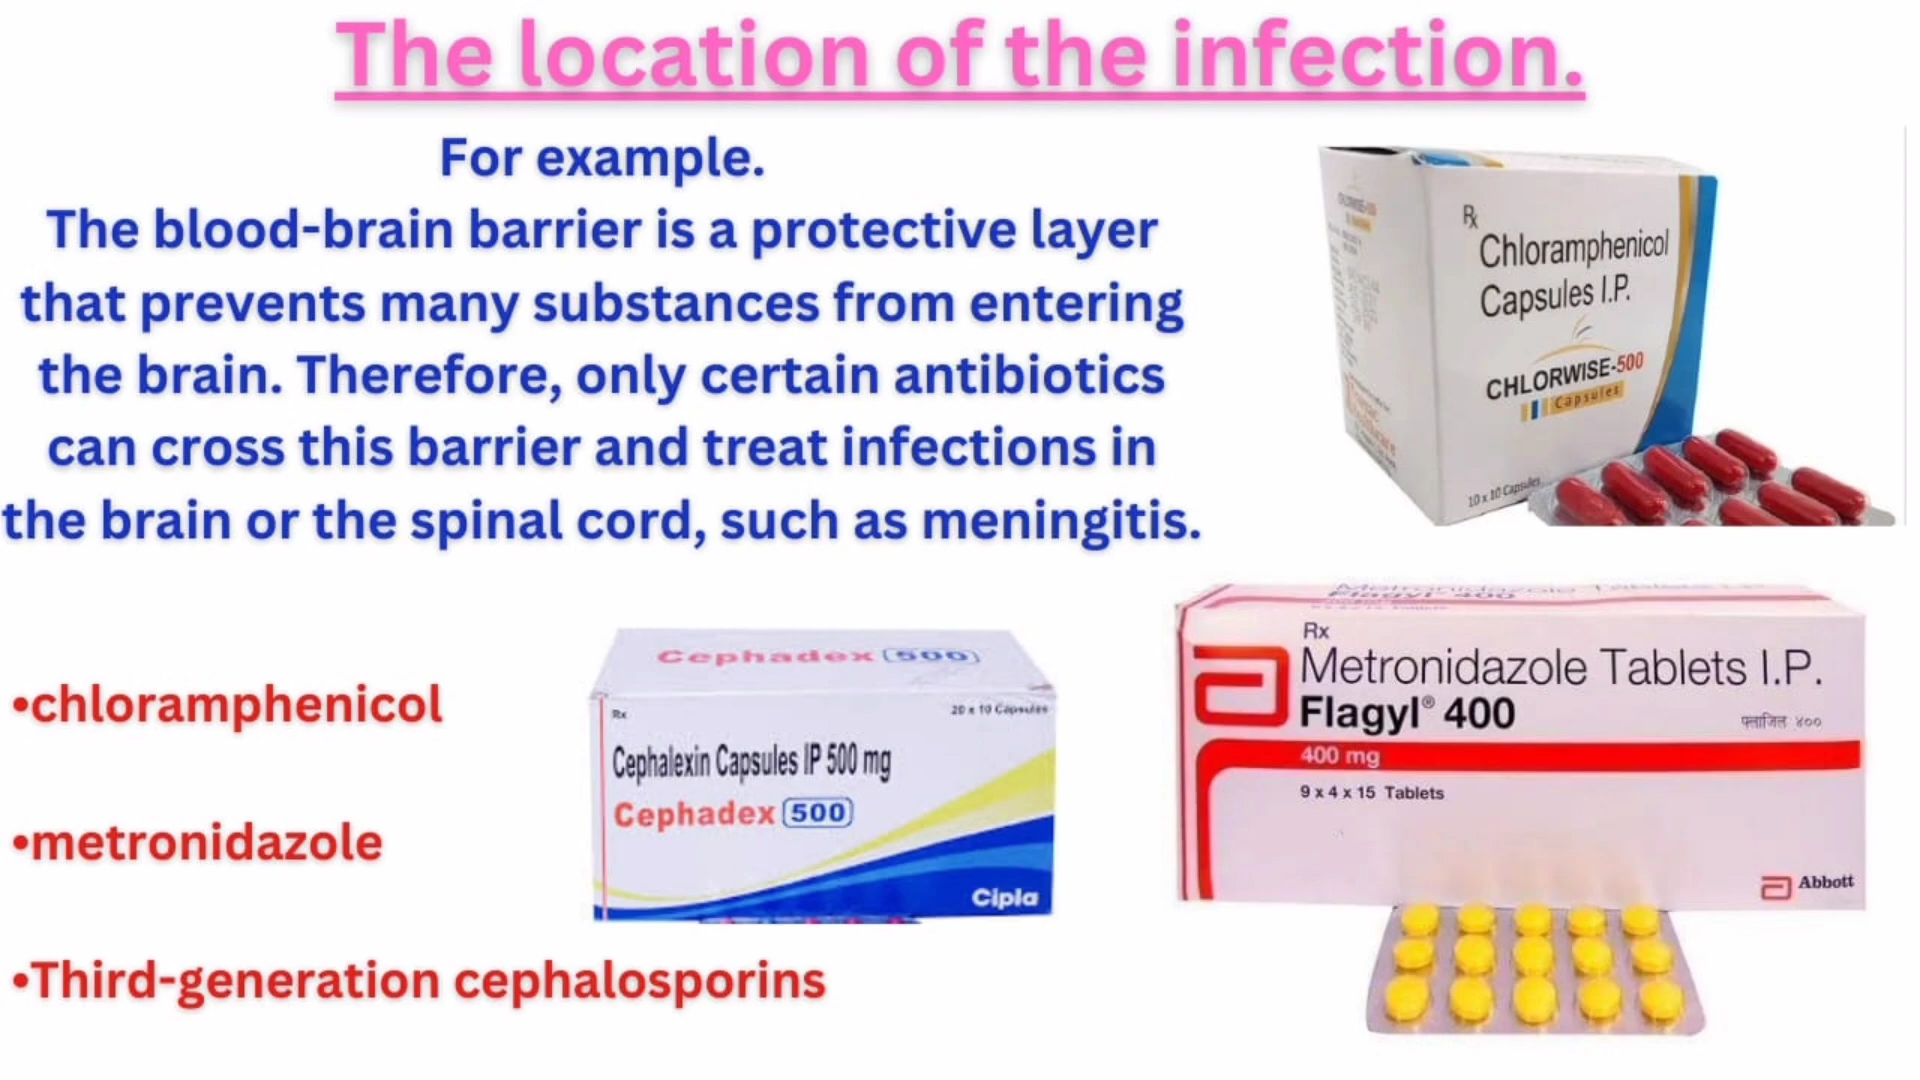 The location of the infection.
For example.
The blood-brain barrier is a protective layer
that prevents many substances from entering
the brain. Therefore, only certain antibiotics
can cross this barrier and treat infections in
the brain or the spinal cord, such as meningitis.
•chloramphenicol
•metronidazole
•Third-generation cephalosporins
Rx
Chloramphenicol
Capsules I.P.
CHLORWISE-500
Capsules
10 x 10 Capsules
Cephadex 500
Rx
20 x 10 Capsules
Cephalexin Capsules IP 500 mg
Cephadex 500
Cipla
Flagyl® 400
Rx
Metronidazole Tablets I.P.
Flagyl® 400
फ्लाजिल ४००
400 mg
9 x 4 x 15 Tablets
Abbott